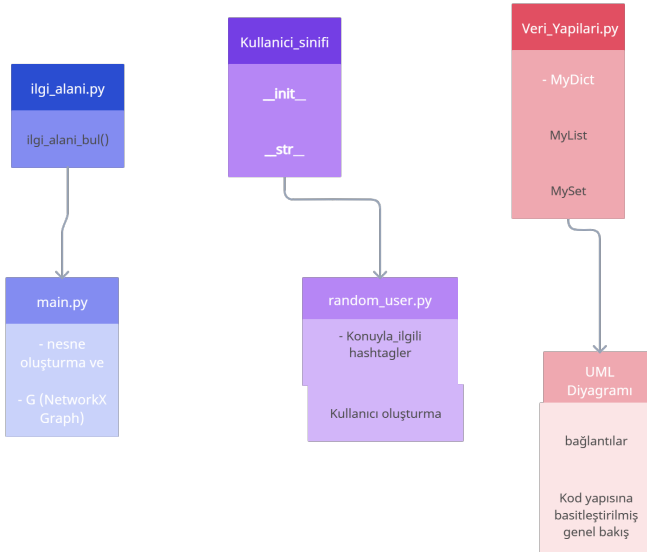 ilgi_alani.py
ilgi_alani_bul()
main.py
- nesne
oluşturma ve
- G (NetworkX
Graph)
Kullanici_sinifi
__init__
__str__
random_user.py
- Konuyla_ilgili
hashtagler
Kullanıcı oluşturma
Veri_Yapilari.py
- MyDict
MyList
MySet
UML
Diyagramı
bağlantılar
Kod yapısına
basitleştirilmiş
genel bakış